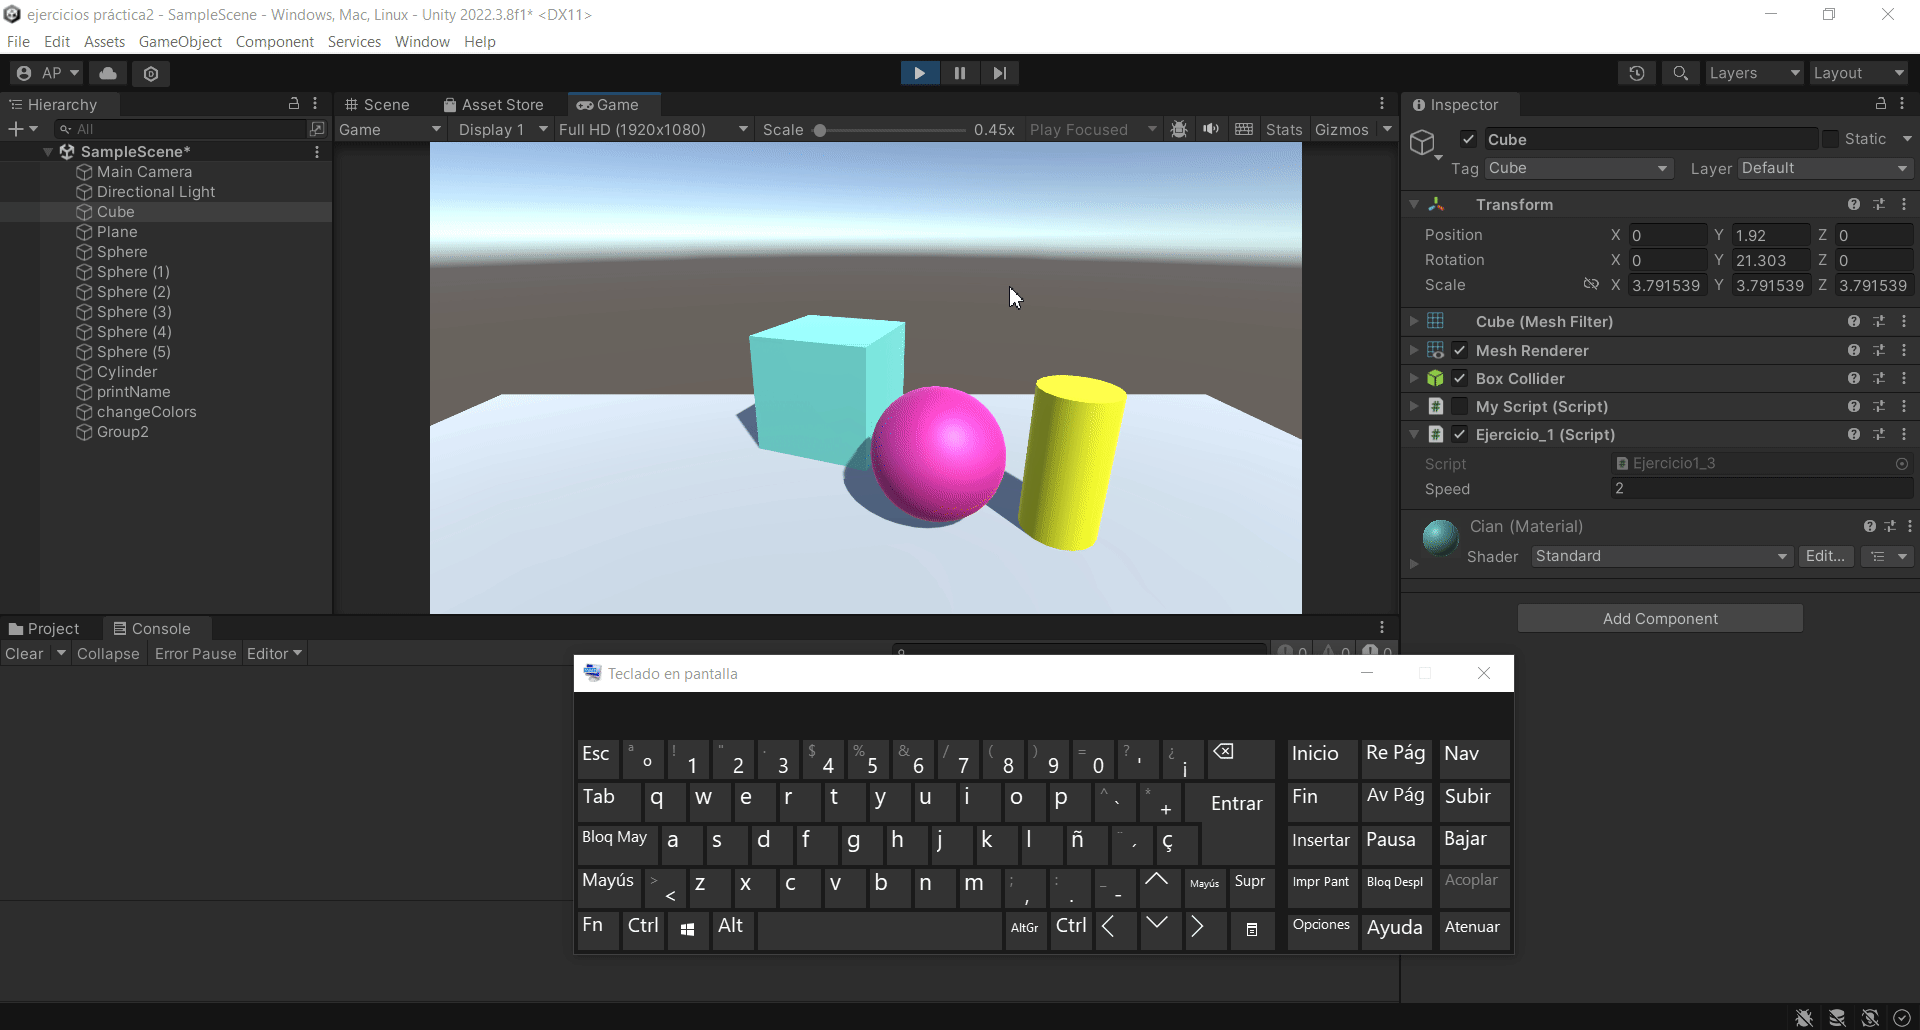 ejercicios práctica2 - SampleScene - Windows, Mac, Linux - Unity 2022.3.8f1* <DX11>
File Edit Assets GameObject Component Services Window Help
AP Layers Layout
Hierarchy
All
SampleScene*
Main Camera
Directional Light
Cube
Plane
Sphere
Sphere (1)
Sphere (2)
Sphere (3)
Sphere (4)
Sphere (5)
Cylinder
printName
changeColors
Group2
Scene Asset Store Game
Game Display 1 Full HD (1920x1080) Scale 0.45x Play Focused Stats Gizmos
Inspector
Cube Static
Tag Cube Layer Default
Transform
Position X 0 Y 1.92 Z 0
Rotation X 0 Y 21.303 Z 0
Scale X 3.791539 Y 3.791539 Z 3.791539
Cube (Mesh Filter)
Mesh Renderer
Box Collider
# My Script (Script)
# Ejercicio_1 (Script)
Script Ejercicio1_3
Speed 2
Cian (Material)
Shader Standard Edit...
Add Component
Project Console
Clear Collapse Error Pause Editor 0 0 0
Teclado en pantalla
Esc ª º ! 1 " 2 · 3 $ 4 % 5 & 6 / 7 ( 8 ) 9 = 0 ? ' ¿ ¡ Inicio Re Pág Nav
Tab q w e r t y u i o p ^ ` * + Entrar Fin Av Pág Subir
Bloq May a s d f g h j k l ñ ¨ ´ ç Insertar Pausa Bajar
Mayús > < z x c v b n m ; , : . _ - Mayús Supr Impr Pant Bloq Despl Acoplar
Fn Ctrl Alt AltGr Ctrl Opciones Ayuda Atenuar